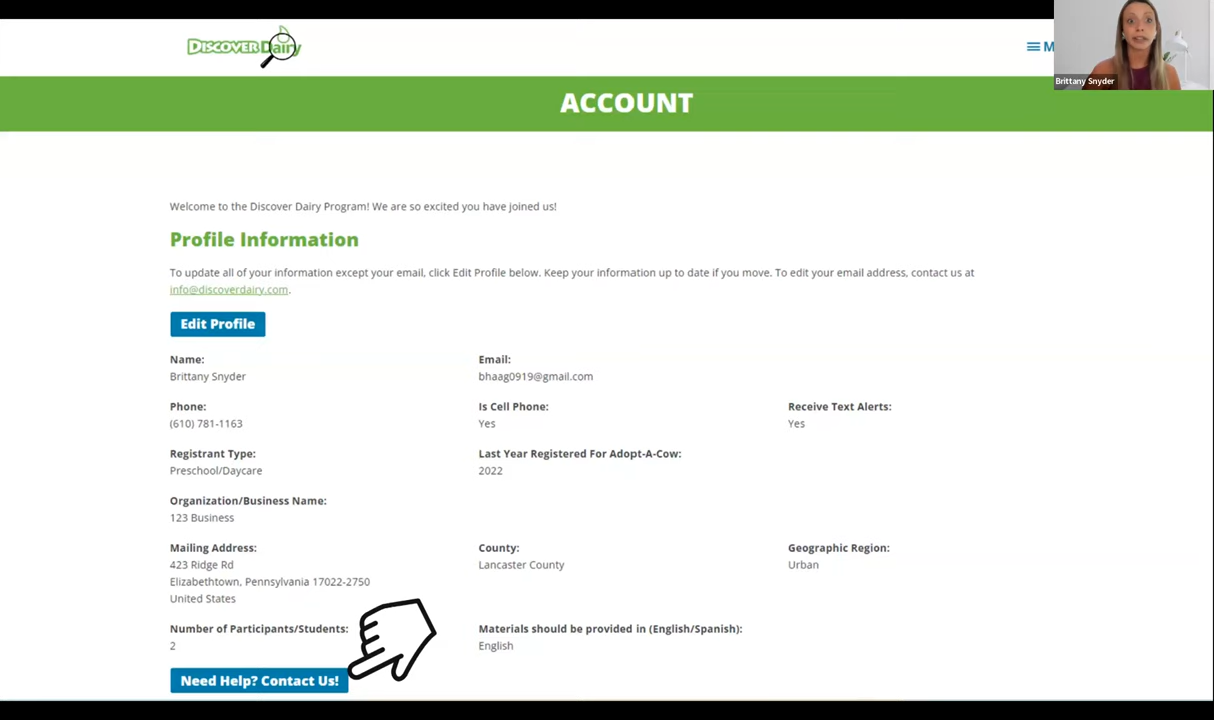 DISCOVER Dairy
M
Brittany Snyder
ACCOUNT
Welcome to the Discover Dairy Program! We are so excited you have joined us!
Profile Information
To update all of your information except your email, click Edit Profile below. Keep your information up to date if you move. To edit your email address, contact us at
info@discoverdairy.com.
Edit Profile
Name:
Brittany Snyder
Email:
bhaag0919@gmail.com
Phone:
(610) 781-1163
Is Cell Phone:
Yes
Receive Text Alerts:
Yes
Registrant Type:
Preschool/Daycare
Last Year Registered For Adopt-A-Cow:
2022
Organization/Business Name:
123 Business
Mailing Address:
423 Ridge Rd
Elizabethtown, Pennsylvania 17022-2750
United States
County:
Lancaster County
Geographic Region:
Urban
Number of Participants/Students:
2
Materials should be provided in (English/Spanish):
English
Need Help? Contact Us!